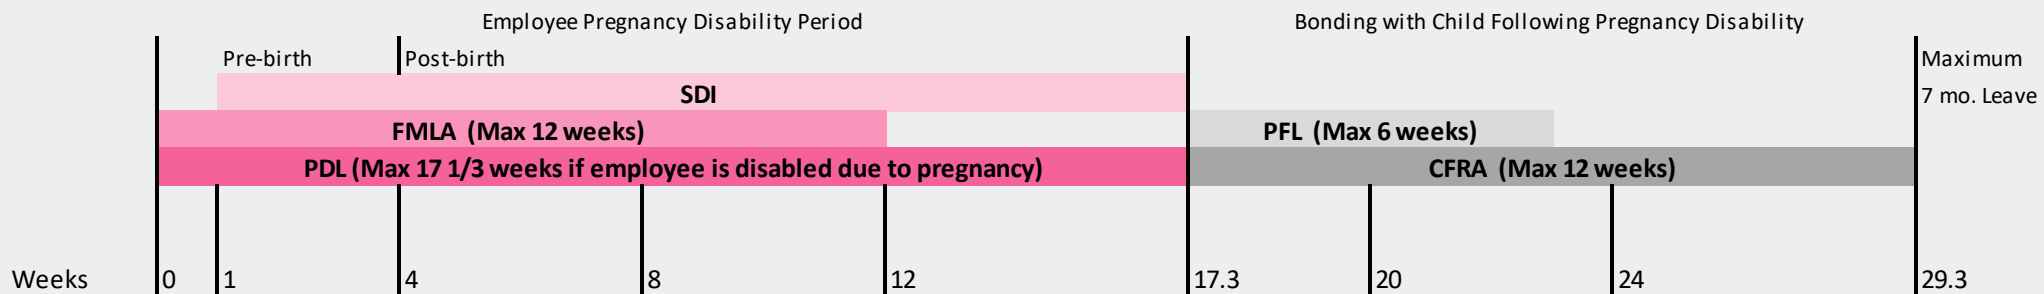 Employee Pregnancy Disability Period
Bonding with Child Following Pregnancy Disability
Pre-birth
Post-birth
Maximum
SDI
7 mo. Leave
FMLA (Max 12 weeks)
PFL (Max 6 weeks)
PDL (Max 17 1/3 weeks if employee is disabled due to pregnancy)
CFRA (Max 12 weeks)
Weeks 0 1 4 8 12 17.3 20 24 29.3